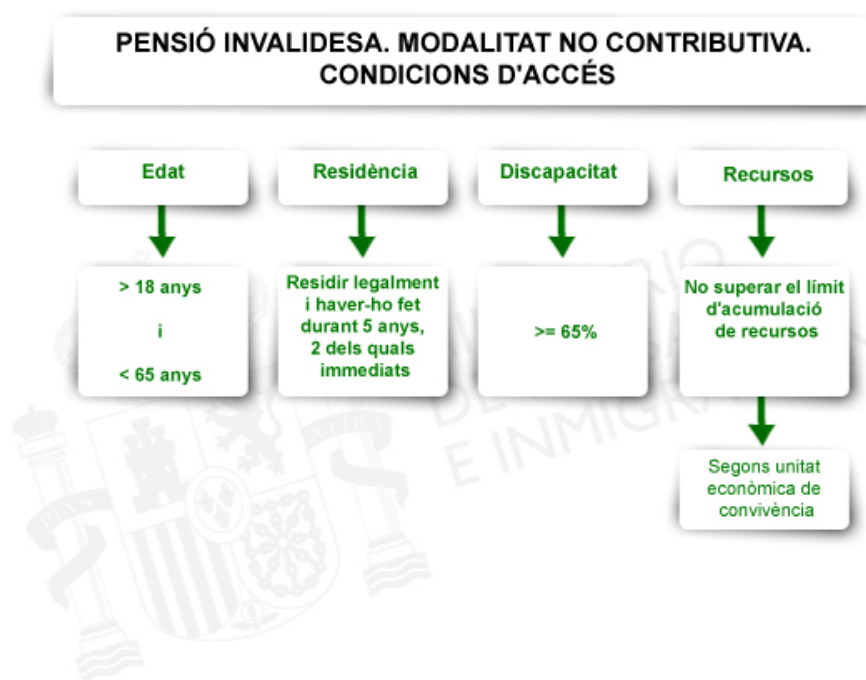 PENSIÓ INVALIDESA. MODALITAT NO CONTRIBUTIVA.
CONDICIONS D'ACCÉS
Edat
Residència
Discapacitat
Recursos
> 18 anys
i
< 65 anys
Residir legalment
i haver-ho fet
durant 5 anys,
2 dels quals
immediats
>= 65%
No superar el límit
d'acumulació
de recursos
Segons unitat
econòmica de
convivència
E INMIGRA